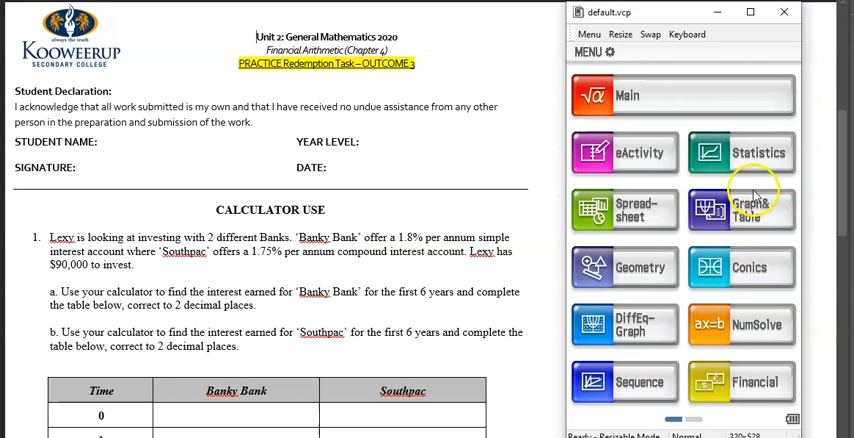 always the truth
KOOWEERUP
SECONDARY COLLEGE
Unit 2: General Mathematics 2020
Financial Arithmetic (Chapter 4)
PRACTICE Redemption Task – OUTCOME 3
Student Declaration:
I acknowledge that all work submitted is my own and that I have received no undue assistance from any other
person in the preparation and submission of the work.
STUDENT NAME: YEAR LEVEL:
SIGNATURE: DATE:
CALCULATOR USE
1. Lexy is looking at investing with 2 different Banks. ‘Banky Bank’ offer a 1.8% per annum simple
interest account where ‘Southpac’ offers a 1.75% per annum compound interest account. Lexy has
$90,000 to invest.
a. Use your calculator to find the interest earned for ‘Banky Bank’ for the first 6 years and complete
the table below, correct to 2 decimal places.
b. Use your calculator to find the interest earned for ‘Southpac’ for the first 6 years and complete the
table below, correct to 2 decimal places.
Time Banky Bank Southpac
0
default.vcp
Menu Resize Swap Keyboard
MENU
√α Main
eActivity Statistics
Spread-
sheet
Graph&
Table
Geometry Conics
DiffEq-
Graph
ax=b NumSolve
Sequence Financial
Ready - Resizable Mode Normal 320x528